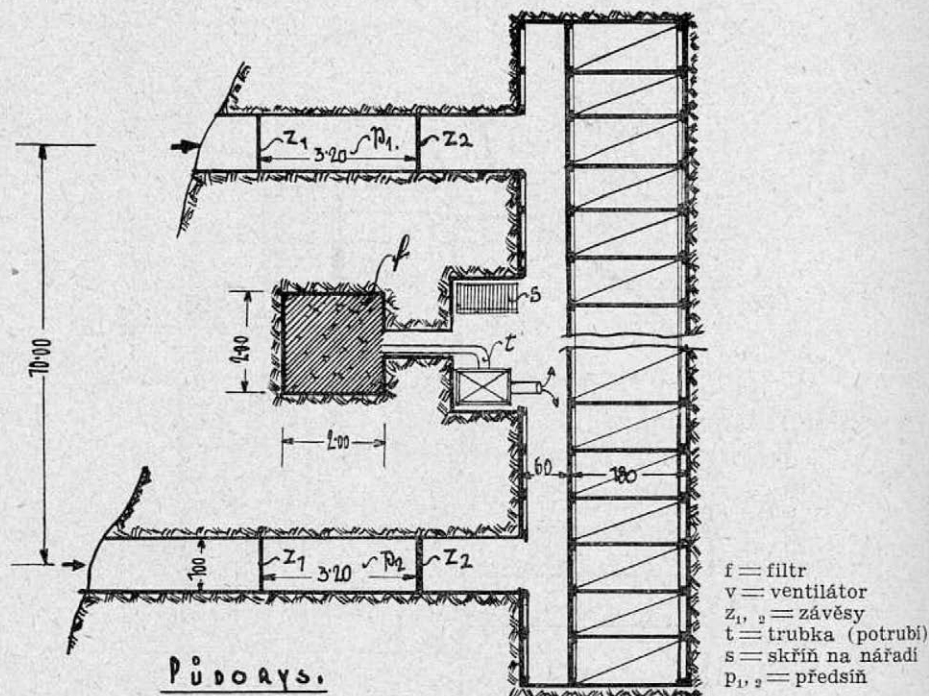 z1
p1.
z2
3·20
f
s
10·00
2·00
t
2·00
60
180
z1
p2
z2
3·20
100
PŮDORYS.
f = filtr
v = ventilátor
z₁, ₂ = závěsy
t = trubka (potrubí)
s = skříň na nářadí
p₁, ₂ = předsíň